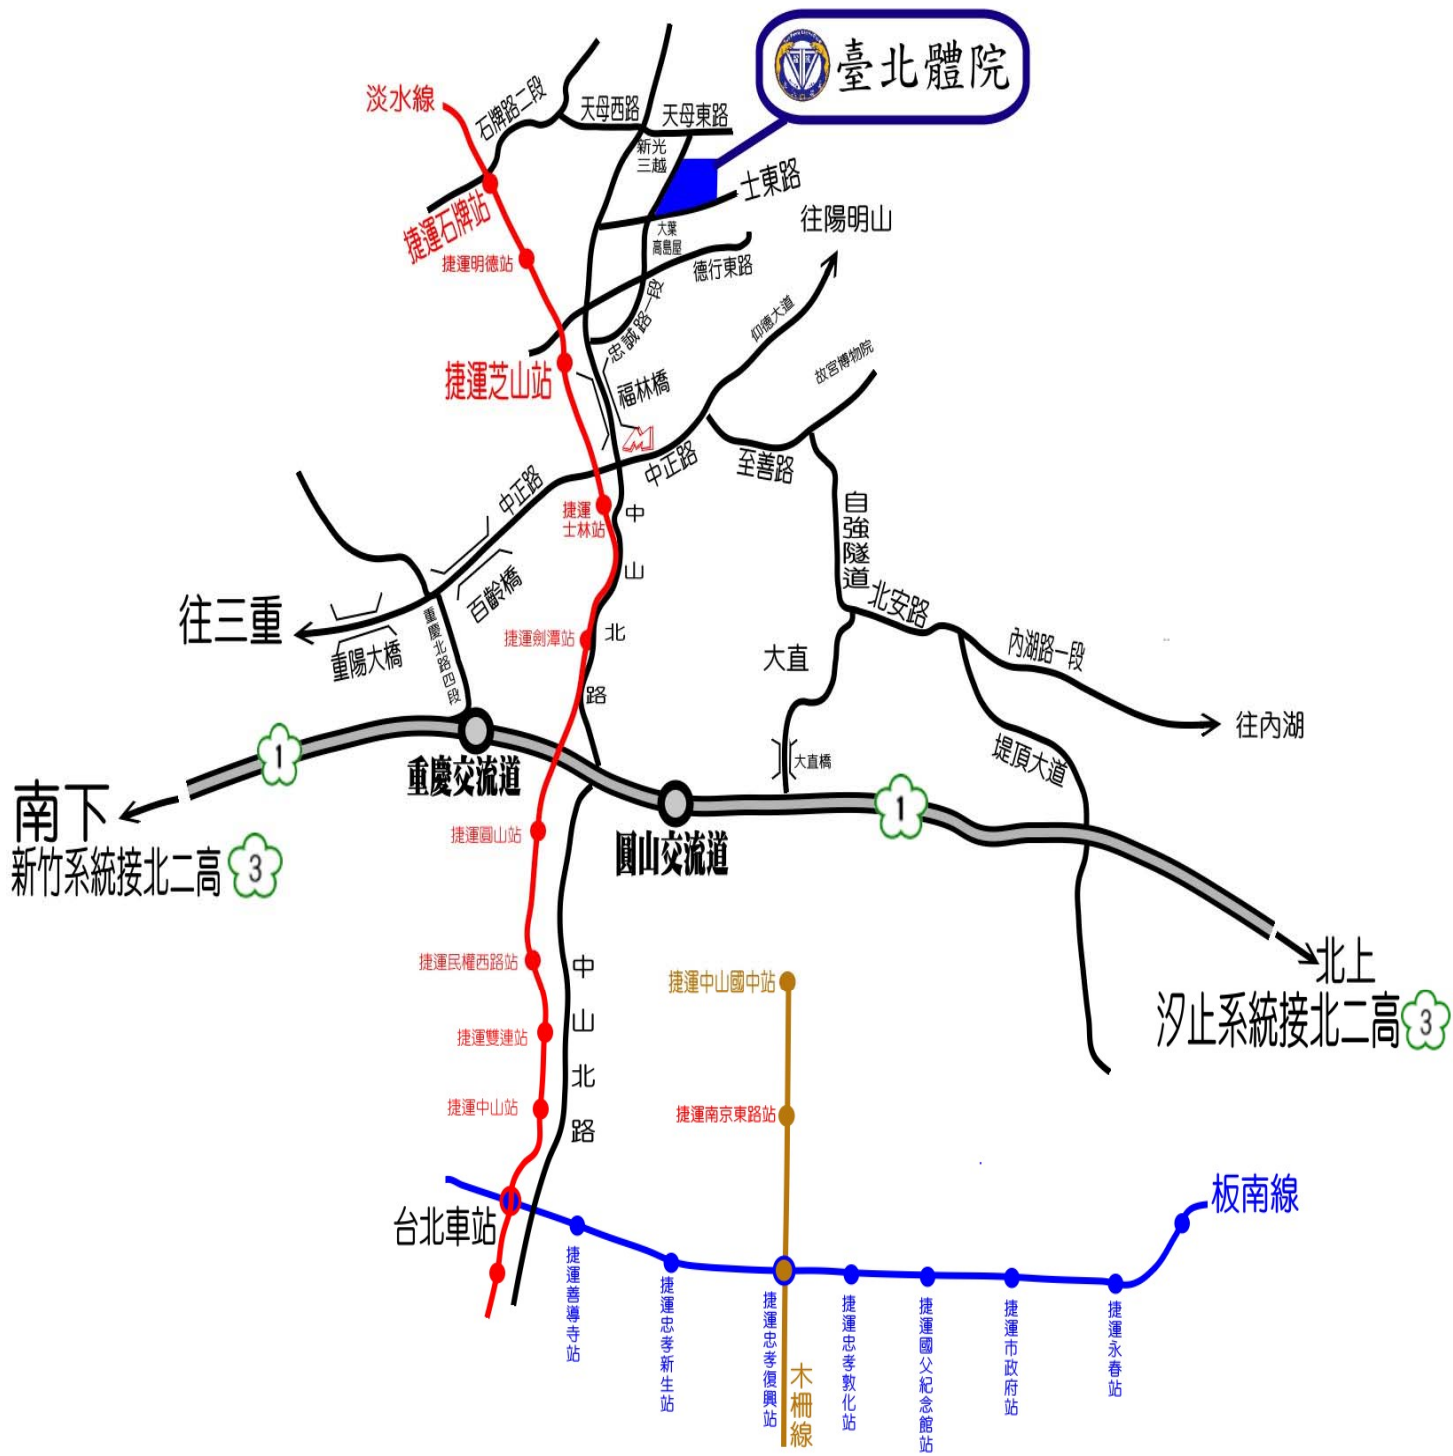 臺北體院
淡水線
石牌路二段
天母西路
天母東路
新光
三越
士東路
捷運石牌站
大葉
高島屋
往陽明山
捷運明德站
德行東路
忠誠路一段
仰德大道
捷運芝山站
福林橋
故宮博物院
中正路
中正路
至善路
捷運
士林站
中山北路
自強隧道
百齡橋
往三重
重陽大橋
重慶北路四段
捷運劍潭站
北安路
大直
內湖路一段
往內湖
大直橋
堤頂大道
1
重慶交流道
南下
新竹系統接北二高
3
1
捷運圓山站
圓山交流道
北上
汐止系統接北二高
3
捷運民權西路站
中山北路
捷運中山國中站
捷運雙連站
捷運中山站
捷運南京東路站
台北車站
板南線
捷運善導寺站
捷運忠孝新生站
捷運忠孝復興站
木柵線
捷運忠孝敦化站
捷運國父紀念館站
捷運市政府站
捷運永春站